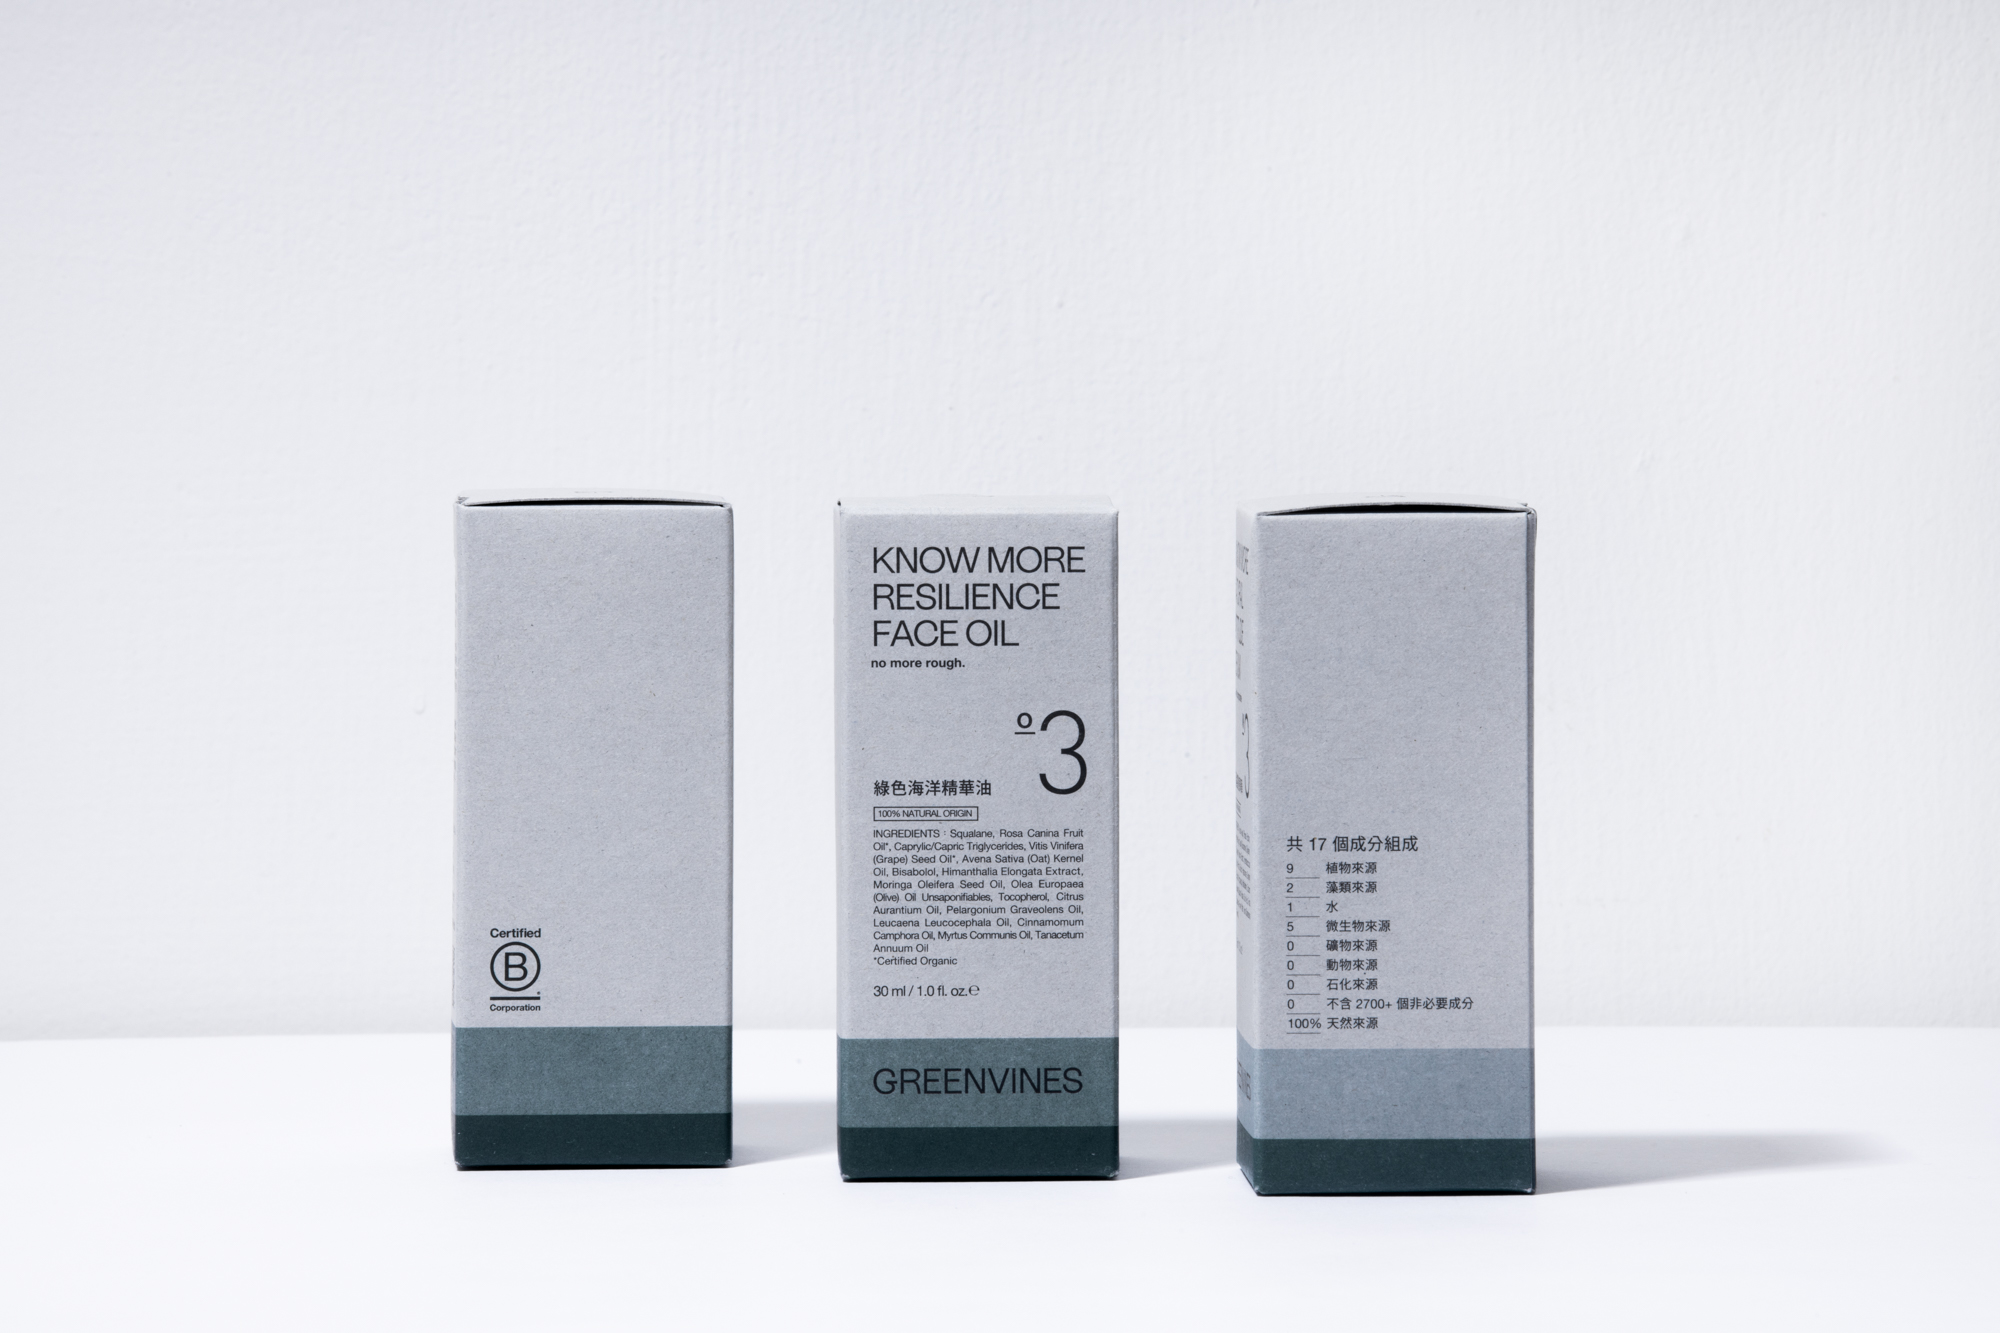 Certified
B
Corporation
KNOW MORE
RESILIENCE
FACE OIL
no more rough.
º3
綠色海洋精華油
100% NATURAL ORIGIN
INGREDIENTS : Squalane, Rosa Canina Fruit
Oil*, Caprylic/Capric Triglycerides, Vitis Vinifera
(Grape) Seed Oil*, Avena Sativa (Oat) Kernel
Oil, Bisabolol, Himanthalia Elongata Extract,
Moringa Oleifera Seed Oil, Olea Europaea
(Olive) Oil Unsaponifiables, Tocopherol, Citrus
Aurantium Oil, Pelargonium Graveolens Oil,
Leucaena Leucocephala Oil, Cinnamomum
Camphora Oil, Myrtus Communis Oil, Tanacetum
Annuum Oil
*Certified Organic
30 ml / 1.0 fl. oz.℮
GREENVINES
3
共 17 個成分組成
9 植物來源
2 藻類來源
1 水
5 微生物來源
0 礦物來源
0 動物來源
0 石化來源
0 不含 2700+ 個非必要成分
100% 天然來源